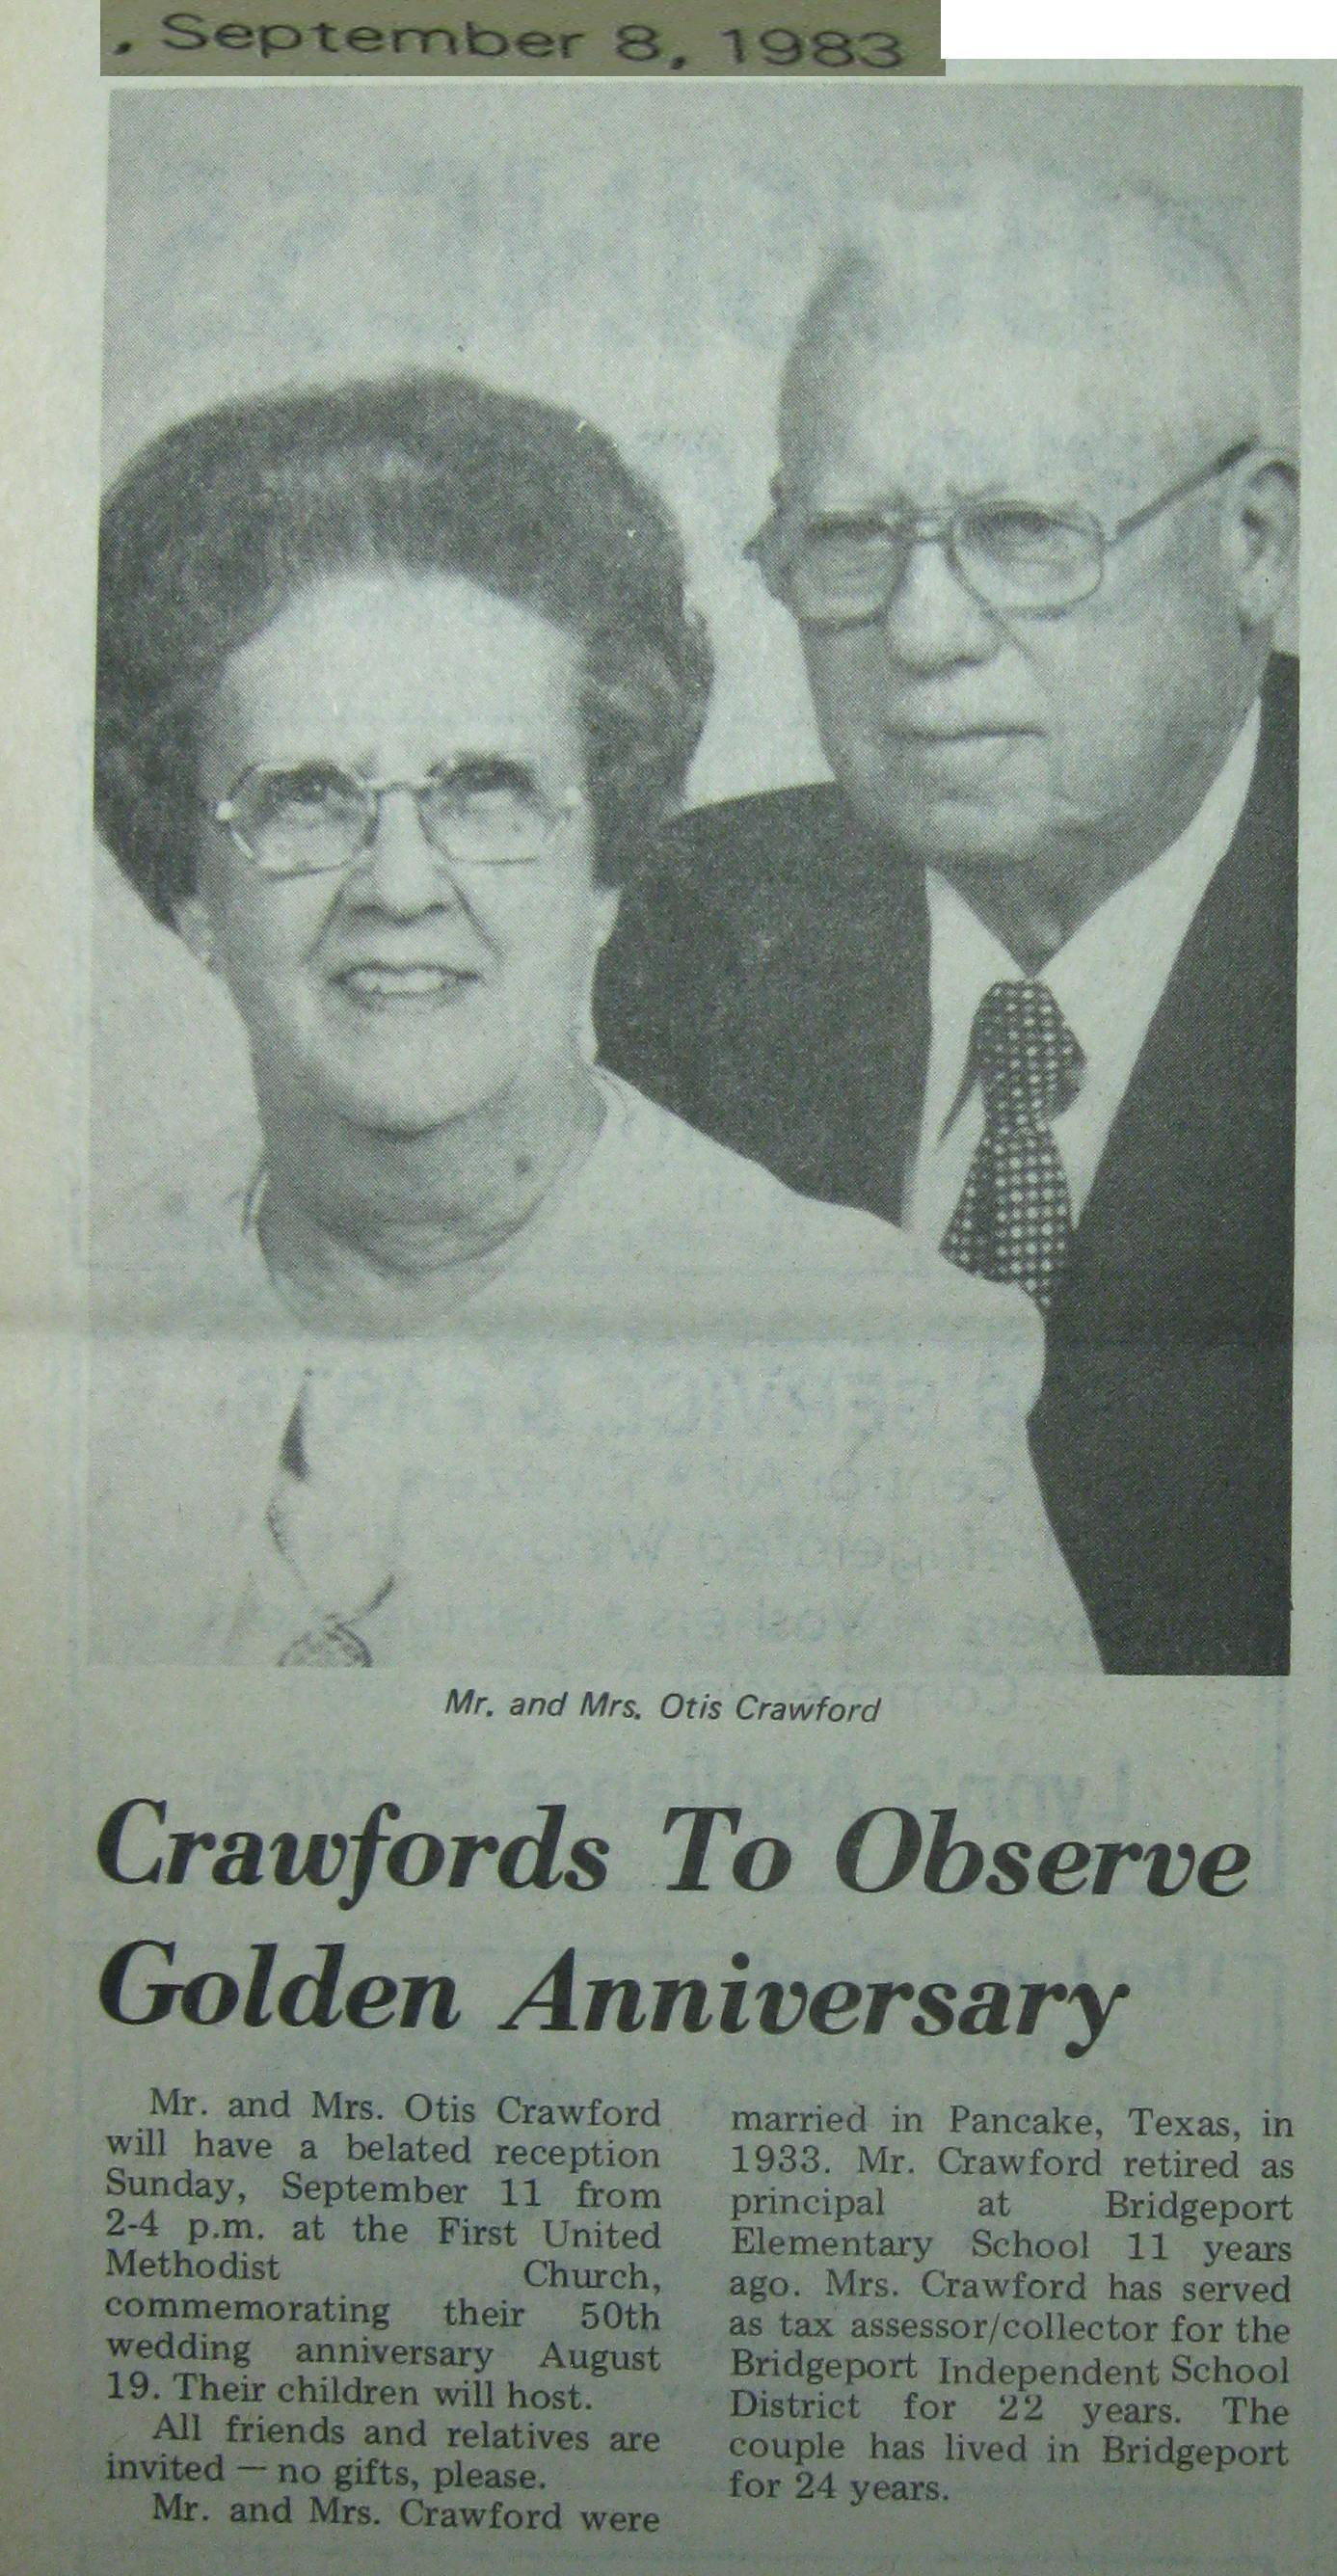 , September 8, 1983
Mr. and Mrs. Otis Crawford
Crawfords To Observe
Golden Anniversary
Mr. and Mrs. Otis Crawford
will have a belated reception
Sunday, September 11 from
2-4 p.m. at the First United
Methodist Church,
commemorating their 50th
wedding anniversary August
19. Their children will host.
All friends and relatives are
invited — no gifts, please.
Mr. and Mrs. Crawford were
married in Pancake, Texas, in
1933. Mr. Crawford retired as
principal at Bridgeport
Elementary School 11 years
ago. Mrs. Crawford has served
as tax assessor/collector for the
Bridgeport Independent School
District for 22 years. The
couple has lived in Bridgeport
for 24 years.